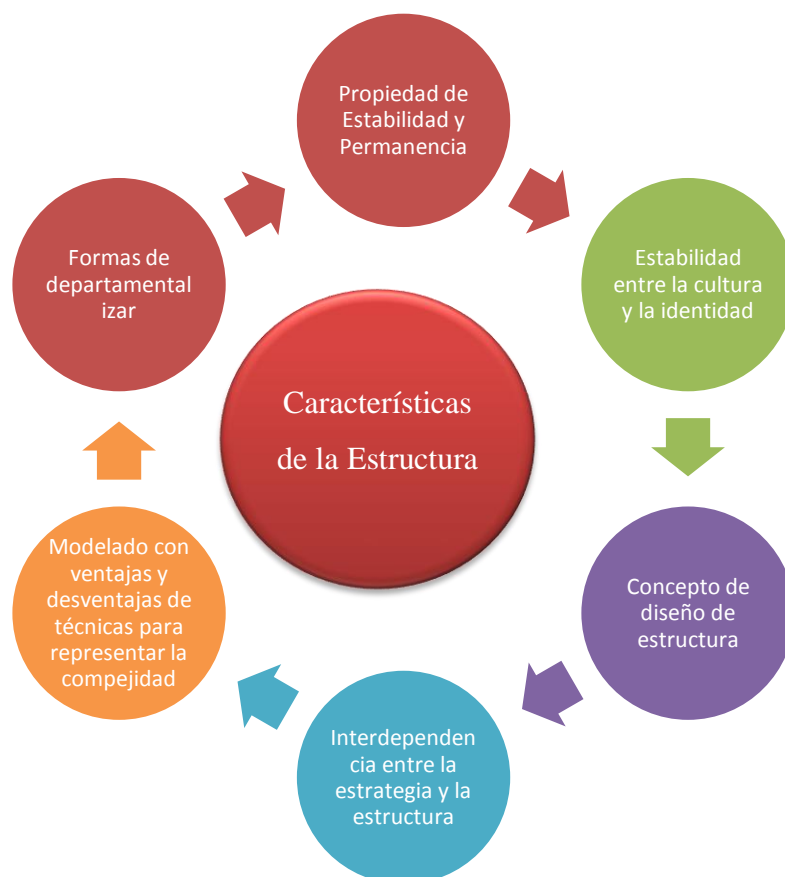 Propiedad de
Estabilidad y
Permanencia
Estabilidad
entre la cultura
y la identidad
Concepto de
diseño de
estructura
Interdependen
cia entre la
estrategia y la
estructura
Modelado con
ventajas y
desventajas de
técnicas para
representar la
compejidad
Formas de
departamental
izar
Características
de la Estructura